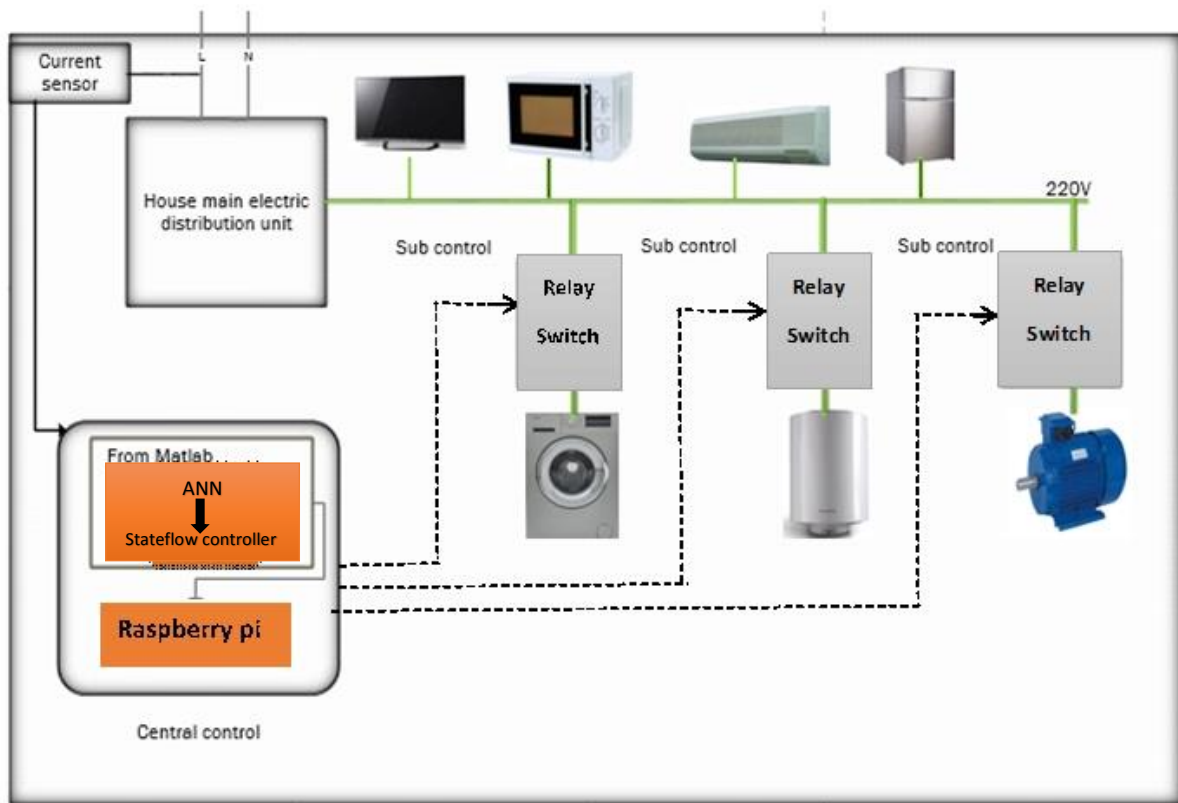 L N
Current
sensor
House main electric
distribution unit
220V
Sub control
Sub control
Sub control
Relay
Switch
Relay
Switch
Relay
Switch
From Matlab
ANN
Stateflow controller
Raspberry pi
Central control